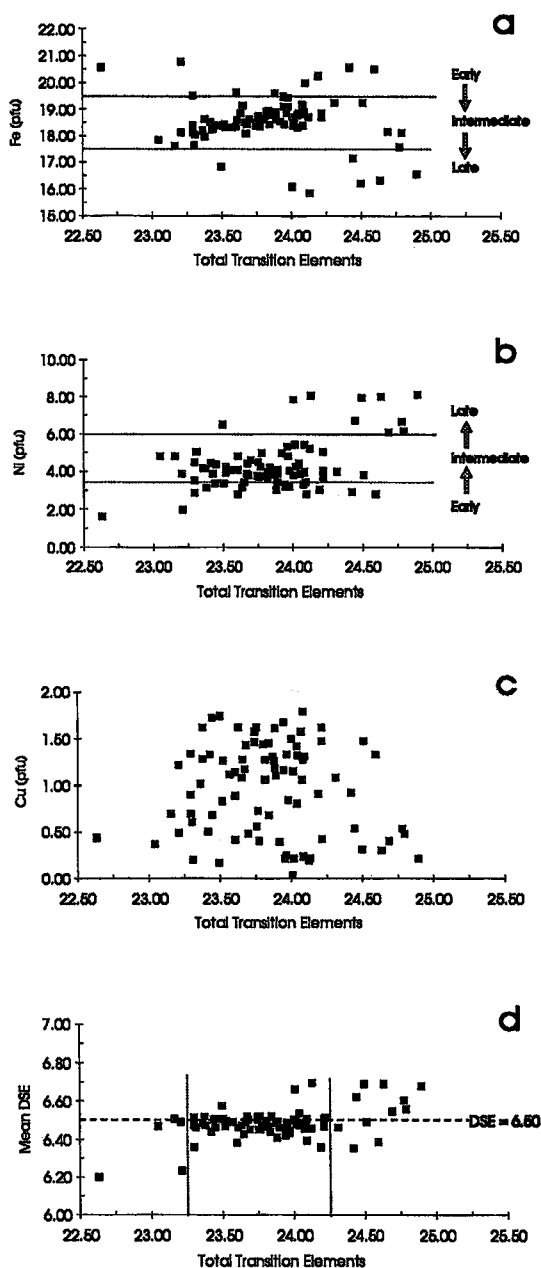 a
22.00
21.00
20.00
19.00
18.00
17.00
16.00
15.00
Fe (pfu)
Early
Intermediate
Late
22.50 23.00 23.50 24.00 24.50 25.00 25.50
Total Transition Elements
b
10.00
8.00
6.00
4.00
2.00
0.00
Ni (pfu)
Late
Intermediate
Early
22.50 23.00 23.50 24.00 24.50 25.00 25.50
Total Transition Elements
c
2.00
1.50
1.00
0.50
0.00
Cu (pfu)
22.50 23.00 23.50 24.00 24.50 25.00 25.50
Total Transition Elements
d
7.00
6.80
6.60
6.40
6.20
6.00
Mean DSE
DSE = 6.50
22.50 23.00 23.50 24.00 24.50 25.00 25.50
Total Transition Elements